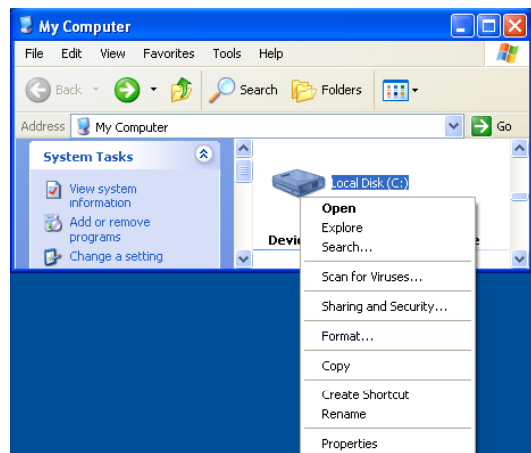 My Computer
File Edit View Favorites Tools Help
Back Search Folders
Address My Computer Go
System Tasks
View system
information
Add or remove
programs
Change a setting
Local Disk (C:)
Open
Explore
Search...
Scan for Viruses...
Sharing and Security...
Format...
Copy
Create Shortcut
Rename
Properties